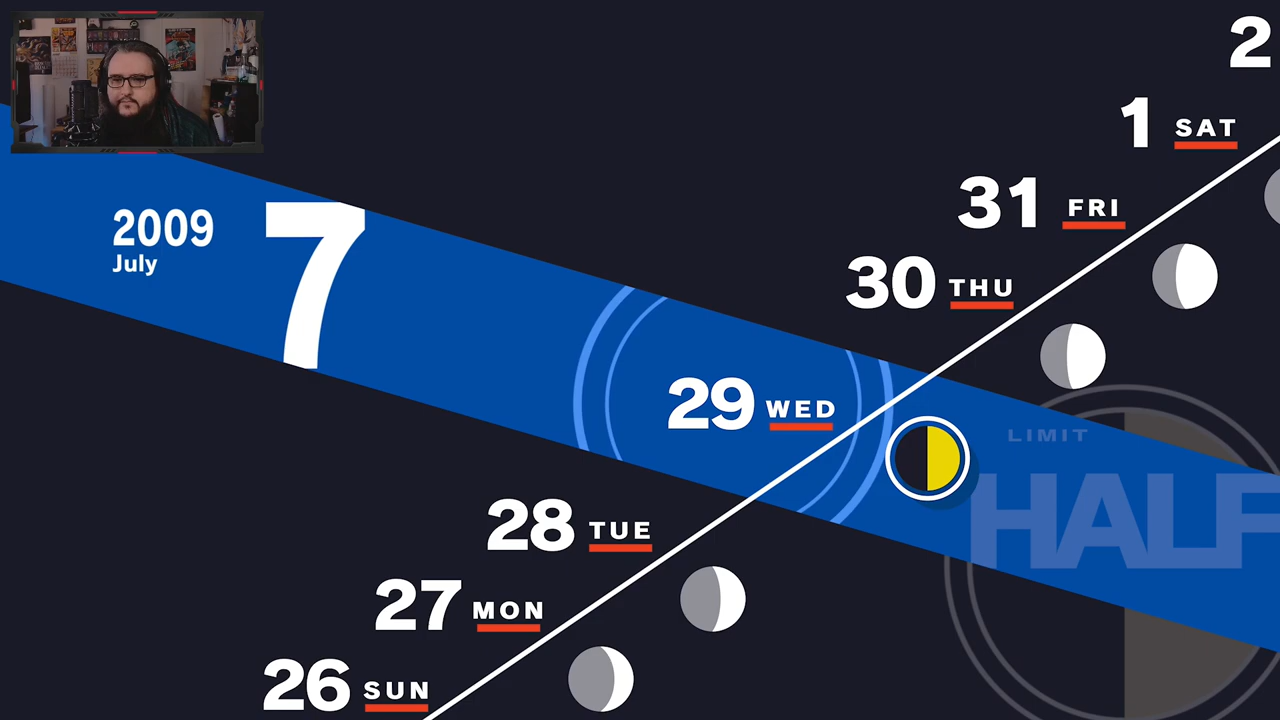 2
1 SAT
31 FRI
30 THU
2009
July
7
29 WED
LIMIT
HALF
28 TUE
27 MON
26 SUN